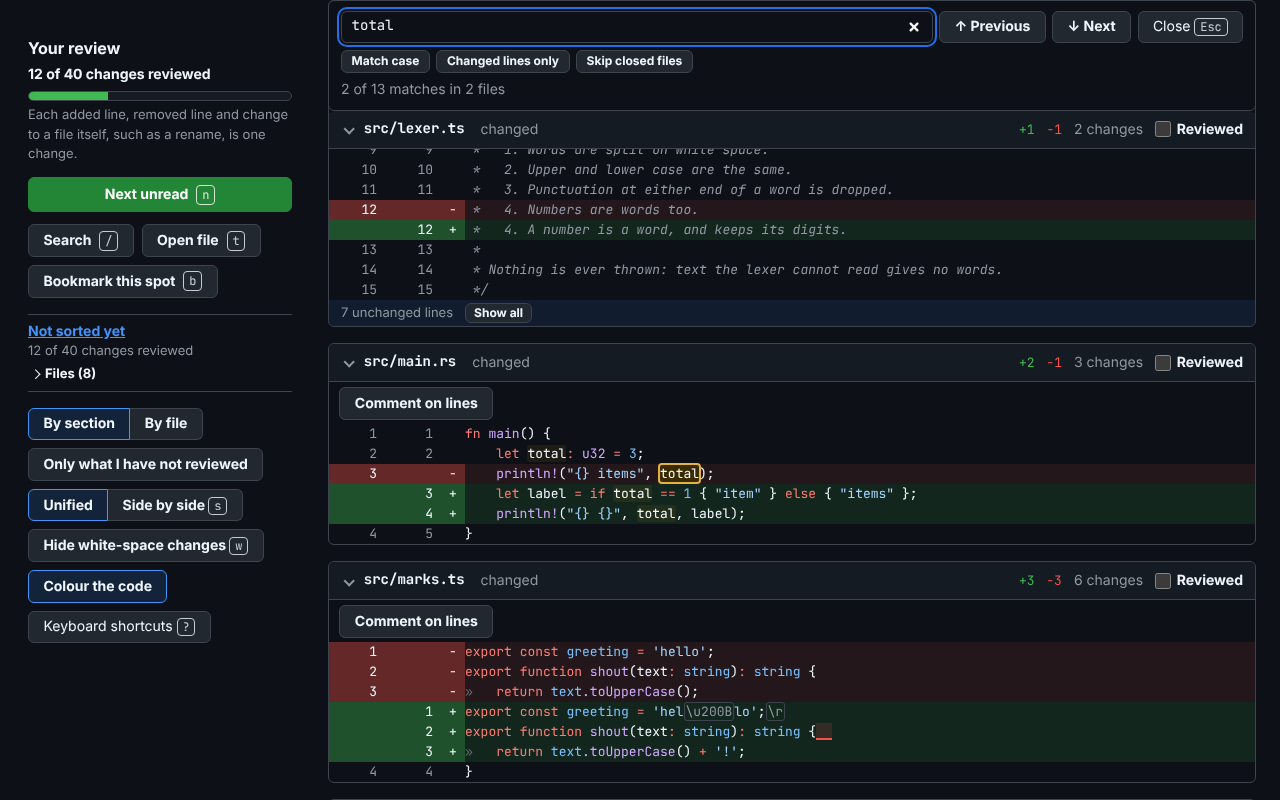 Your review
12 of 40 changes reviewed
Each added line, removed line and change
to a file itself, such as a rename, is one
change.
Next unread n
Search / Open file t
Bookmark this spot b
Not sorted yet
12 of 40 changes reviewed
Files (8)
By section By file
Only what I have not reviewed
Unified Side by side s
Hide white-space changes w
Colour the code
Keyboard shortcuts ?
total × ↑ Previous ↓ Next Close Esc
Match case Changed lines only Skip closed files
2 of 13 matches in 2 files
src/lexer.ts changed +1 -1 2 changes Reviewed
9 9 * 1. Words are split on white space.
10 10 * 2. Upper and lower case are the same.
11 11 * 3. Punctuation at either end of a word is dropped.
12 - * 4. Numbers are words too.
12 + * 4. A number is a word, and keeps its digits.
13 13 *
14 14 * Nothing is ever thrown: text the lexer cannot read gives no words.
15 15 */
7 unchanged lines Show all
src/main.rs changed +2 -1 3 changes Reviewed
Comment on lines
1 1 fn main() {
2 2 let total: u32 = 3;
3 - println!("{} items", total);
3 + let label = if total == 1 { "item" } else { "items" };
4 + println!("{} {}", total, label);
4 5 }
src/marks.ts changed +3 -3 6 changes Reviewed
Comment on lines
1 - export const greeting = 'hello';
2 - export function shout(text: string): string {
3 - » return text.toUpperCase();
1 + export const greeting = 'hel\u200Blo';\r
2 + export function shout(text: string): string {
3 + » return text.toUpperCase() + '!';
4 4 }